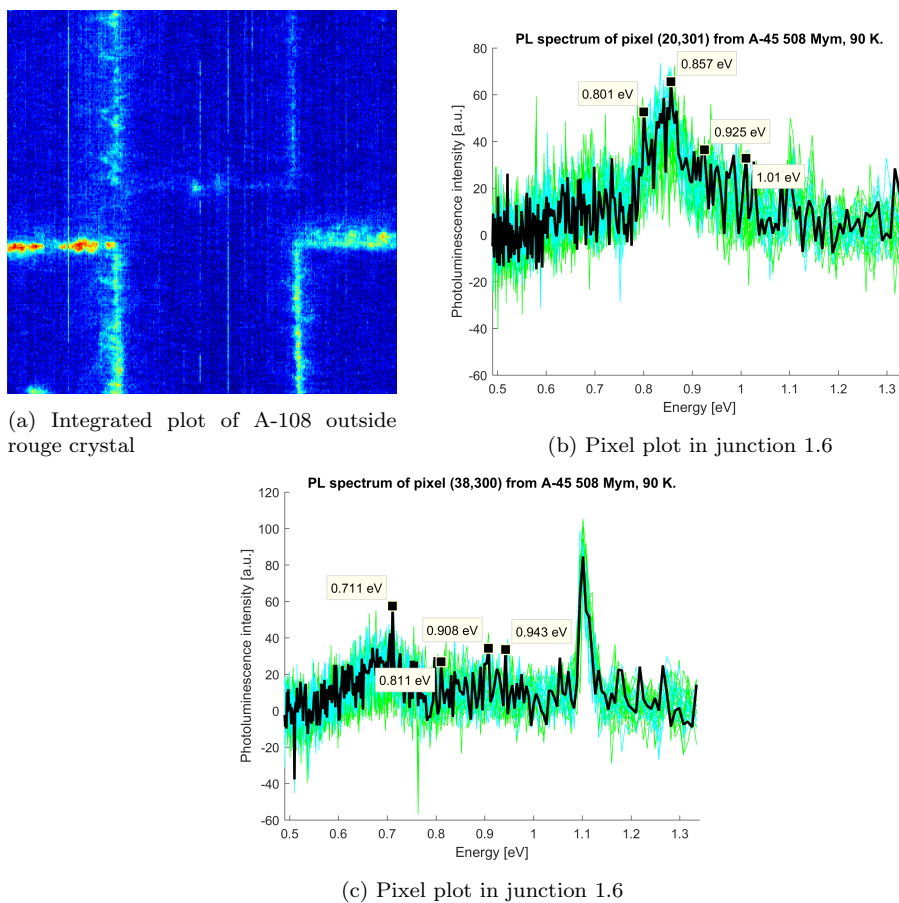 PL spectrum of pixel (20,301) from A-45 508 Mym, 90 K.
80
60
40
20
0
-20
-40
-60
Photoluminescence intensity [a.u.]
0.857 eV
0.801 eV
0.925 eV
1.01 eV
0.5 0.6 0.7 0.8 0.9 1 1.1 1.2 1.3
Energy [eV]
(a) Integrated plot of A-108 outside
rouge crystal
(b) Pixel plot in junction 1.6
PL spectrum of pixel (38,300) from A-45 508 Mym, 90 K.
120
100
80
60
40
20
0
-20
-40
-60
Photoluminescence intensity [a.u.]
0.711 eV
0.908 eV
0.943 eV
0.811 eV
0.5 0.6 0.7 0.8 0.9 1 1.1 1.2 1.3
Energy [eV]
(c) Pixel plot in junction 1.6